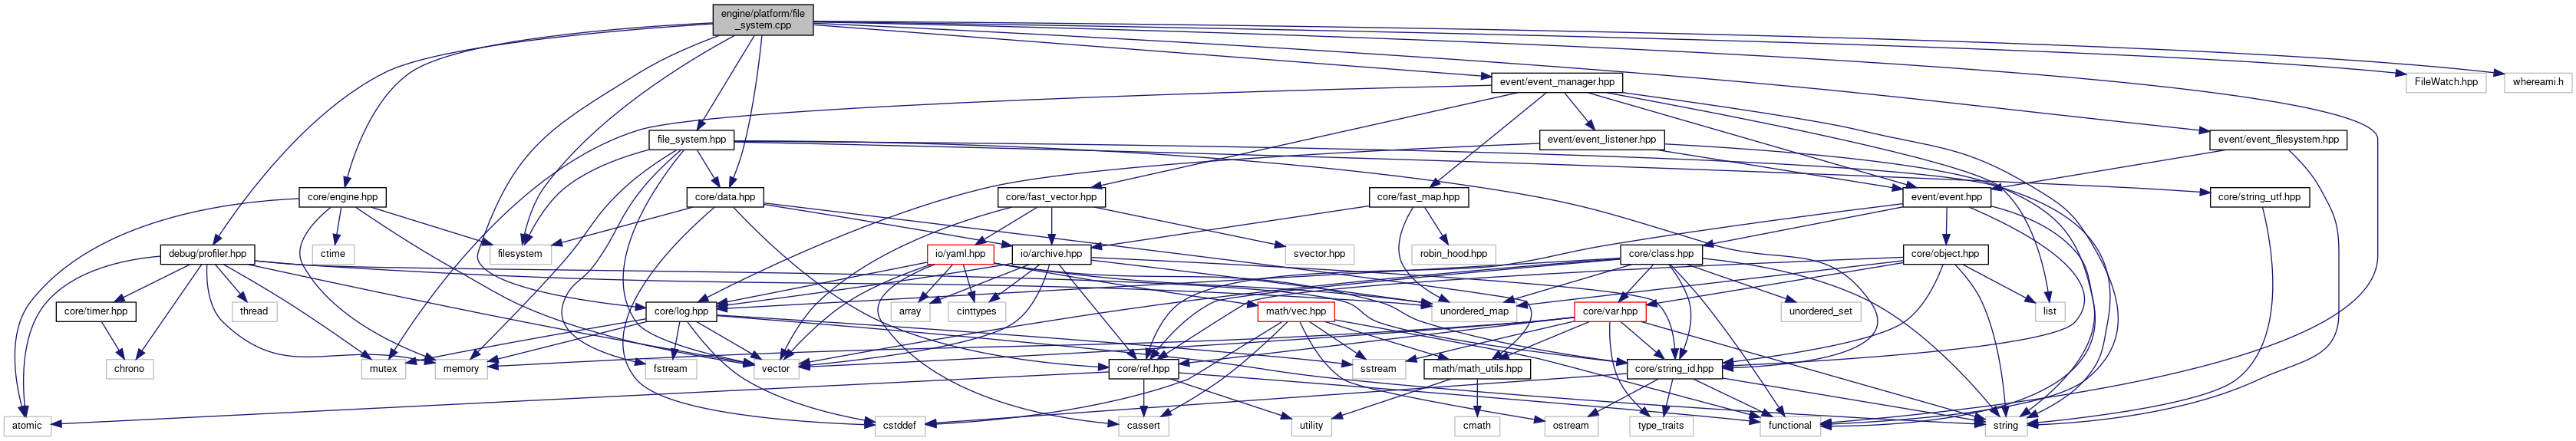 engine/platform/file
_system.cpp
event/event_manager.hpp
FileWatch.hpp
whereami.h
file_system.hpp
event/event_listener.hpp
event/event_filesystem.hpp
core/engine.hpp
core/data.hpp
core/fast_vector.hpp
core/fast_map.hpp
event/event.hpp
core/string_utf.hpp
debug/profiler.hpp
ctime
filesystem
io/yaml.hpp
io/archive.hpp
svector.hpp
robin_hood.hpp
core/class.hpp
core/object.hpp
core/timer.hpp
thread
core/log.hpp
array
cinttypes
math/vec.hpp
unordered_map
core/var.hpp
unordered_set
list
chrono
mutex
memory
fstream
vector
core/ref.hpp
sstream
math/math_utils.hpp
core/string_id.hpp
atomic
cstddef
cassert
utility
cmath
ostream
type_traits
functional
string